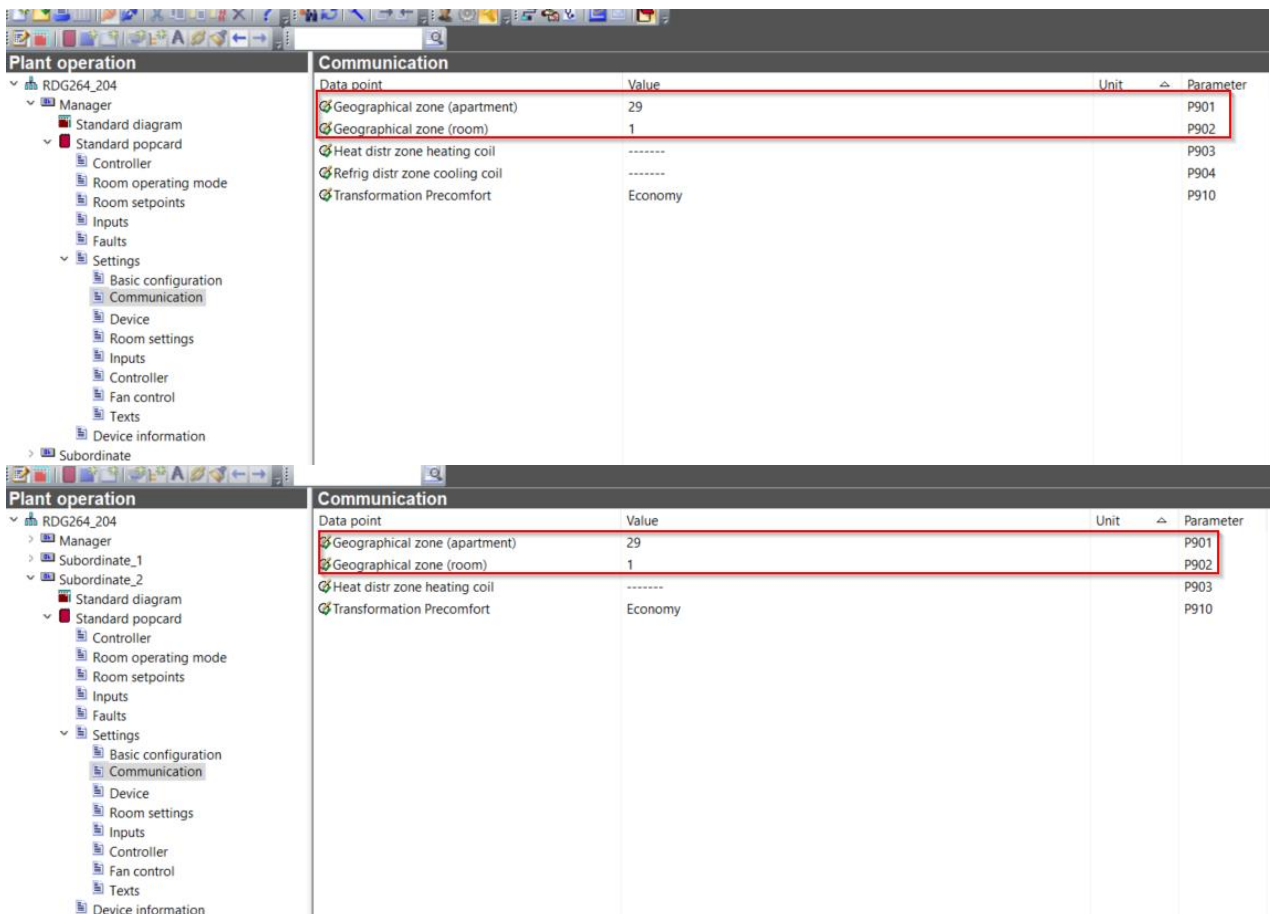 Plant operation
RDG264_204
Manager
Standard diagram
Standard popcard
Controller
Room operating mode
Room setpoints
Inputs
Faults
Settings
Basic configuration
Communication
Device
Room settings
Inputs
Controller
Fan control
Texts
Device information
Subordinate
Communication
Data point Value Unit Parameter
Geographical zone (apartment) 29 P901
Geographical zone (room) 1 P902
Heat distr zone heating coil ------- P903
Refrig distr zone cooling coil ------- P904
Transformation Precomfort Economy P910
Plant operation
RDG264_204
Manager
Subordinate_1
Subordinate_2
Standard diagram
Standard popcard
Controller
Room operating mode
Room setpoints
Inputs
Faults
Settings
Basic configuration
Communication
Device
Room settings
Inputs
Controller
Fan control
Texts
Device information
Communication
Data point Value Unit Parameter
Geographical zone (apartment) 29 P901
Geographical zone (room) 1 P902
Heat distr zone heating coil ------- P903
Transformation Precomfort Economy P910